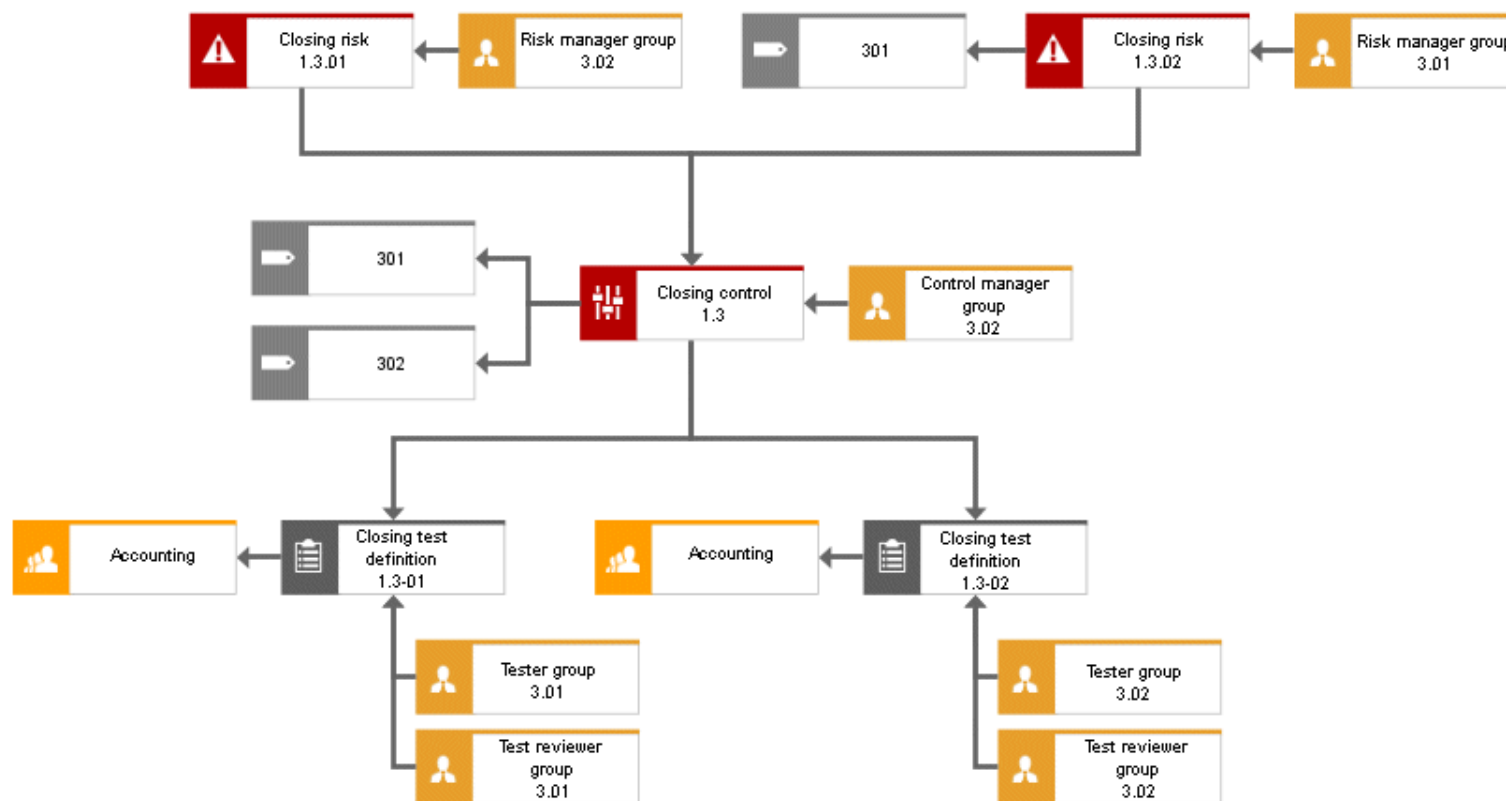 Closing risk
1.3.01
Risk manager group
3.02
301
Closing risk
1.3.02
Risk manager group
3.01
301
302
Closing control
1.3
Control manager
group
3.02
Accounting
Closing test
definition
1.3-01
Accounting
Closing test
definition
1.3-02
Tester group
3.01
Test reviewer
group
3.01
Tester group
3.02
Test reviewer
group
3.02